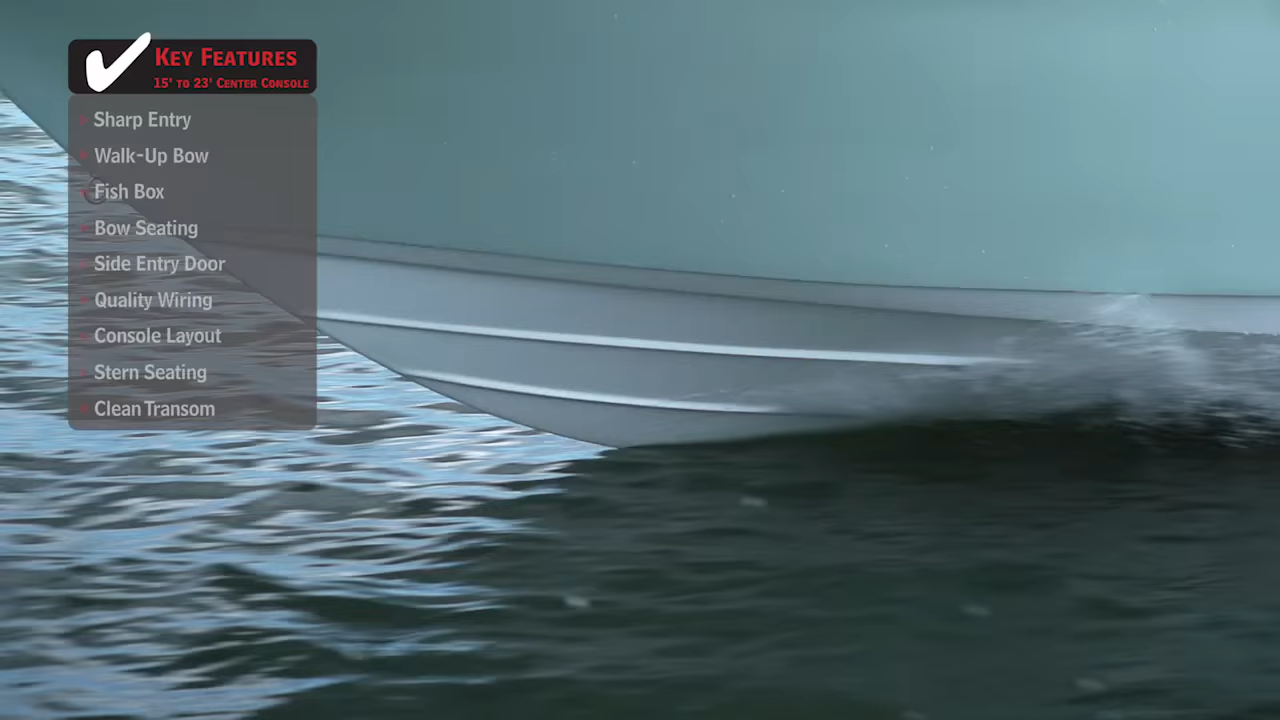 Key Features
15' to 23' Center Console
Sharp Entry
Walk-Up Bow
Fish Box
Bow Seating
Side Entry Door
Quality Wiring
Console Layout
Stern Seating
Clean Transom